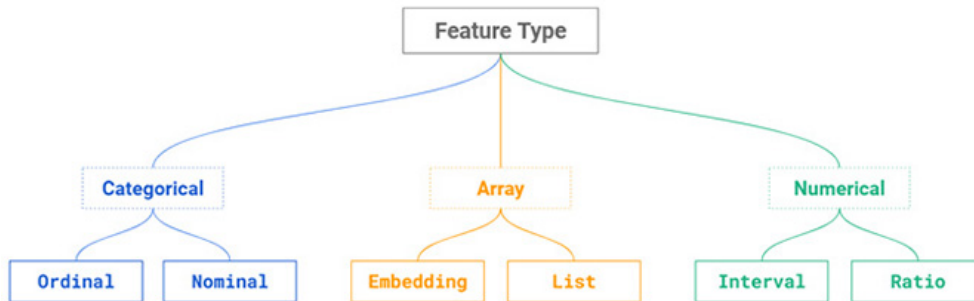 Feature Type
Categorical
Array
Numerical
Ordinal
Nominal
Embedding
List
Interval
Ratio